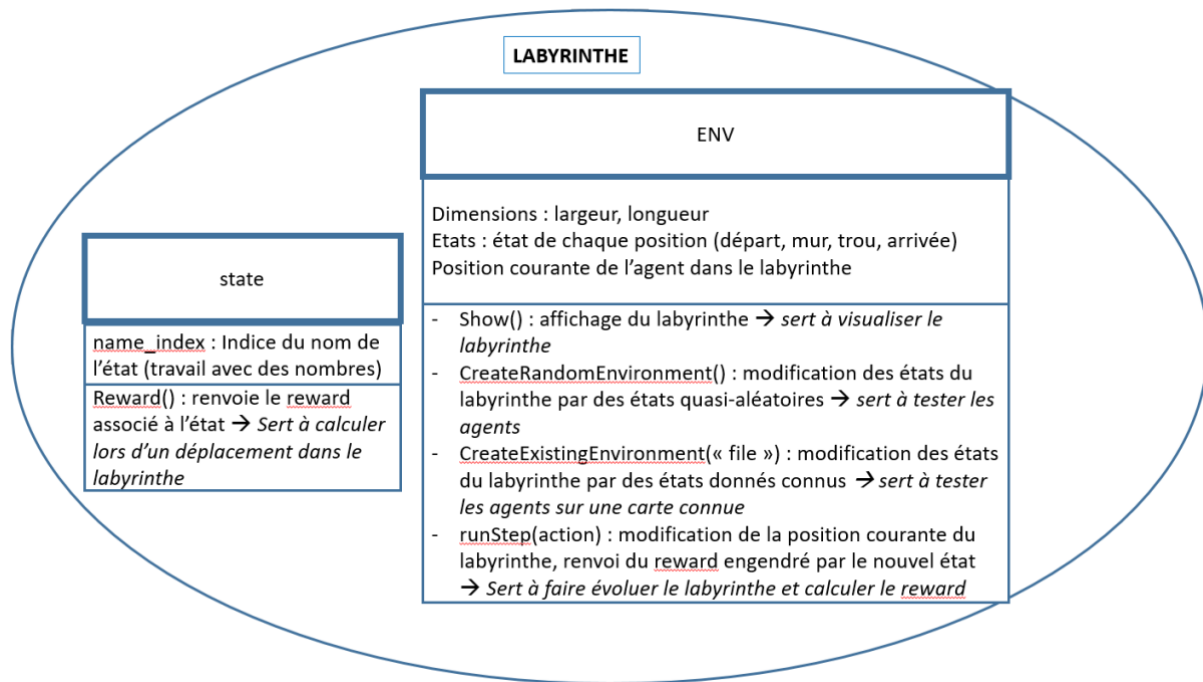 LABYRINTHE
ENV
Dimensions : largeur, longueur
Etats : état de chaque position (départ, mur, trou, arrivée)
Position courante de l’agent dans le labyrinthe
- Show() : affichage du labyrinthe → sert à visualiser le
labyrinthe
- CreateRandomEnvironment() : modification des états du
labyrinthe par des états quasi-aléatoires → sert à tester les
agents
- CreateExistingEnvironment(« file ») : modification des états
du labyrinthe par des états donnés connus → sert à tester
les agents sur une carte connue
- runStep(action) : modification de la position courante du
labyrinthe, renvoi du reward engendré par le nouvel état
→ Sert à faire évoluer le labyrinthe et calculer le reward
state
name_index : Indice du nom de
l’état (travail avec des nombres)
Reward() : renvoie le reward
associé à l’état → Sert à calculer
lors d’un déplacement dans le
labyrinthe